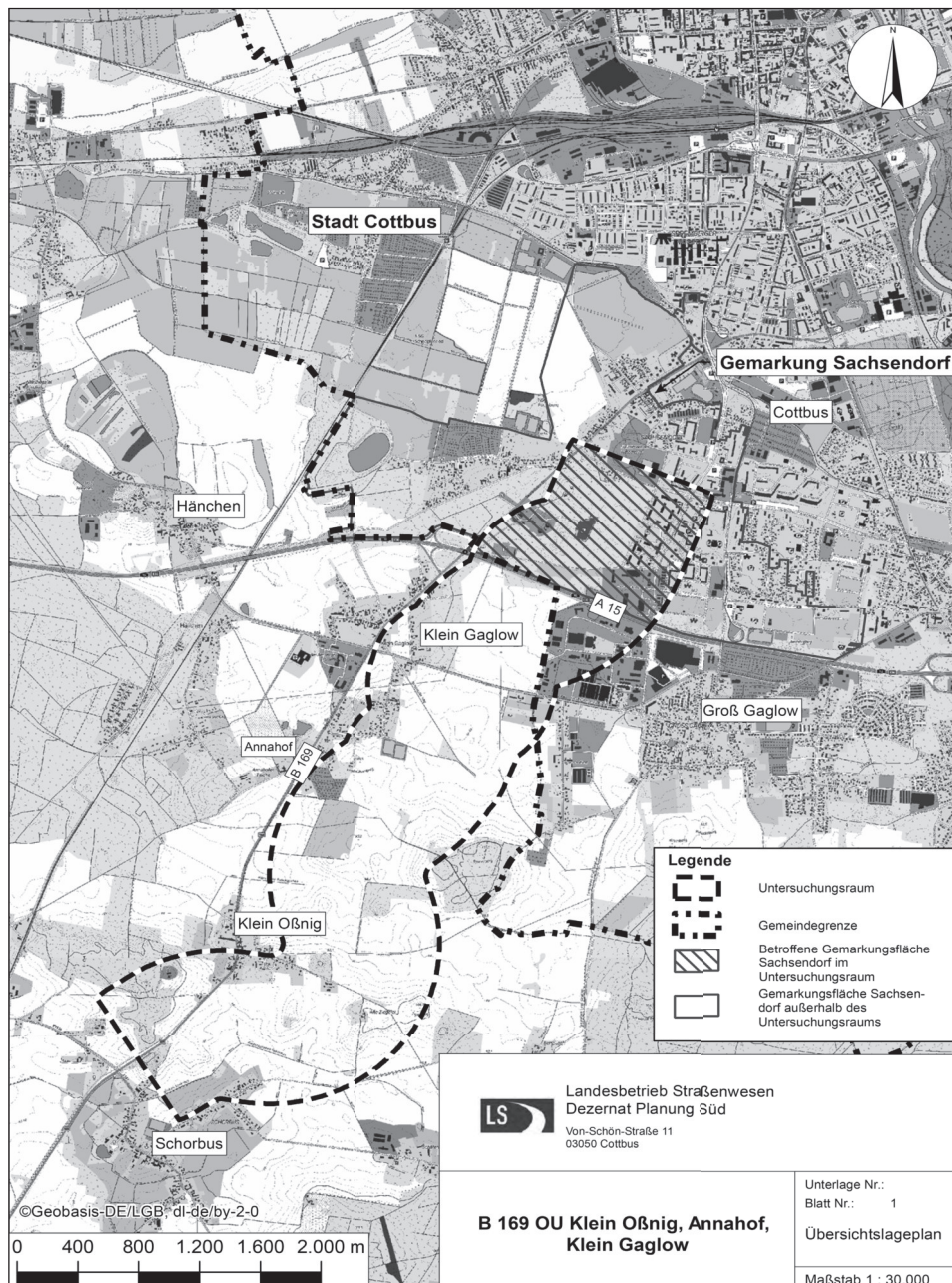 N
Stadt Cottbus
Gemarkung Sachsendorf
Cottbus
Hänchen
A 15
Klein Gaglow
Groß Gaglow
Annahof
B 169
Klein Oßnig
Schorbus
Legende
Untersuchungsraum
Gemeindegrenze
Betroffene Gemarkungsfläche
Sachsendorf im
Untersuchungsraum
Gemarkungsfläche Sachsen-
dorf außerhalb des
Untersuchungsraums
LS
Landesbetrieb Straßenwesen
Dezernat Planung Süd
Von-Schön-Straße 11
03050 Cottbus
©Geobasis-DE/LGB, dl-de/by-2-0
0 400 800 1.200 1.600 2.000 m
B 169 OU Klein Oßnig, Annahof,
Klein Gaglow
Unterlage Nr.:
Blatt Nr.: 1
Übersichtslageplan
Maßstab 1 : 30 000